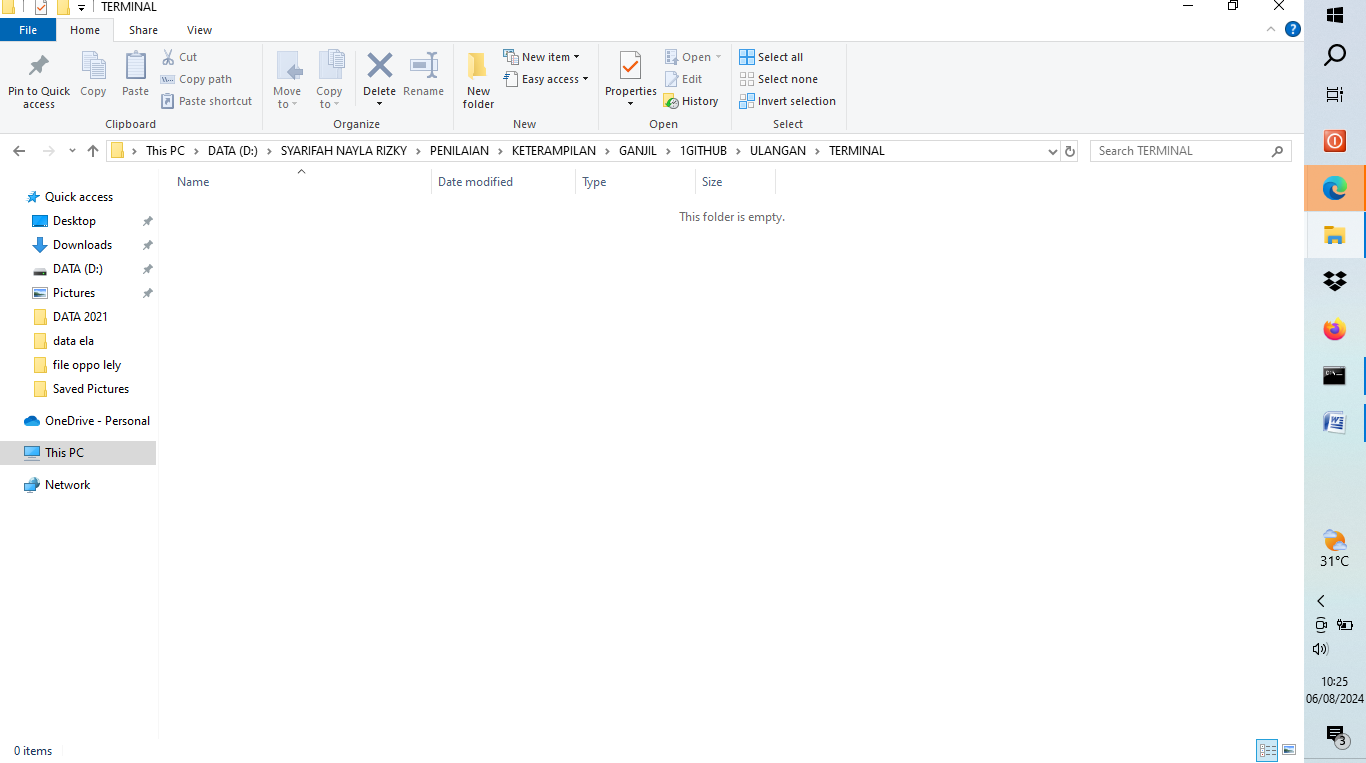 TERMINAL
File Home Share View
Pin to Quick access
Copy
Paste
Cut
Copy path
Paste shortcut
Clipboard
Move to
Copy to
Delete
Rename
Organize
New folder
New item
Easy access
New
Properties
Open
Edit
History
Open
Select all
Select none
Invert selection
Select
This PC > DATA (D:) > SYARIFAH NAYLA RIZKY > PENILAIAN > KETERAMPILAN > GANJIL > 1GITHUB > ULANGAN > TERMINAL
Search TERMINAL
Name Date modified Type Size
This folder is empty.
Quick access
Desktop
Downloads
DATA (D:)
Pictures
DATA 2021
data ela
file oppo lely
Saved Pictures
OneDrive - Personal
This PC
Network
0 items
31°C
10:25
06/08/2024
3